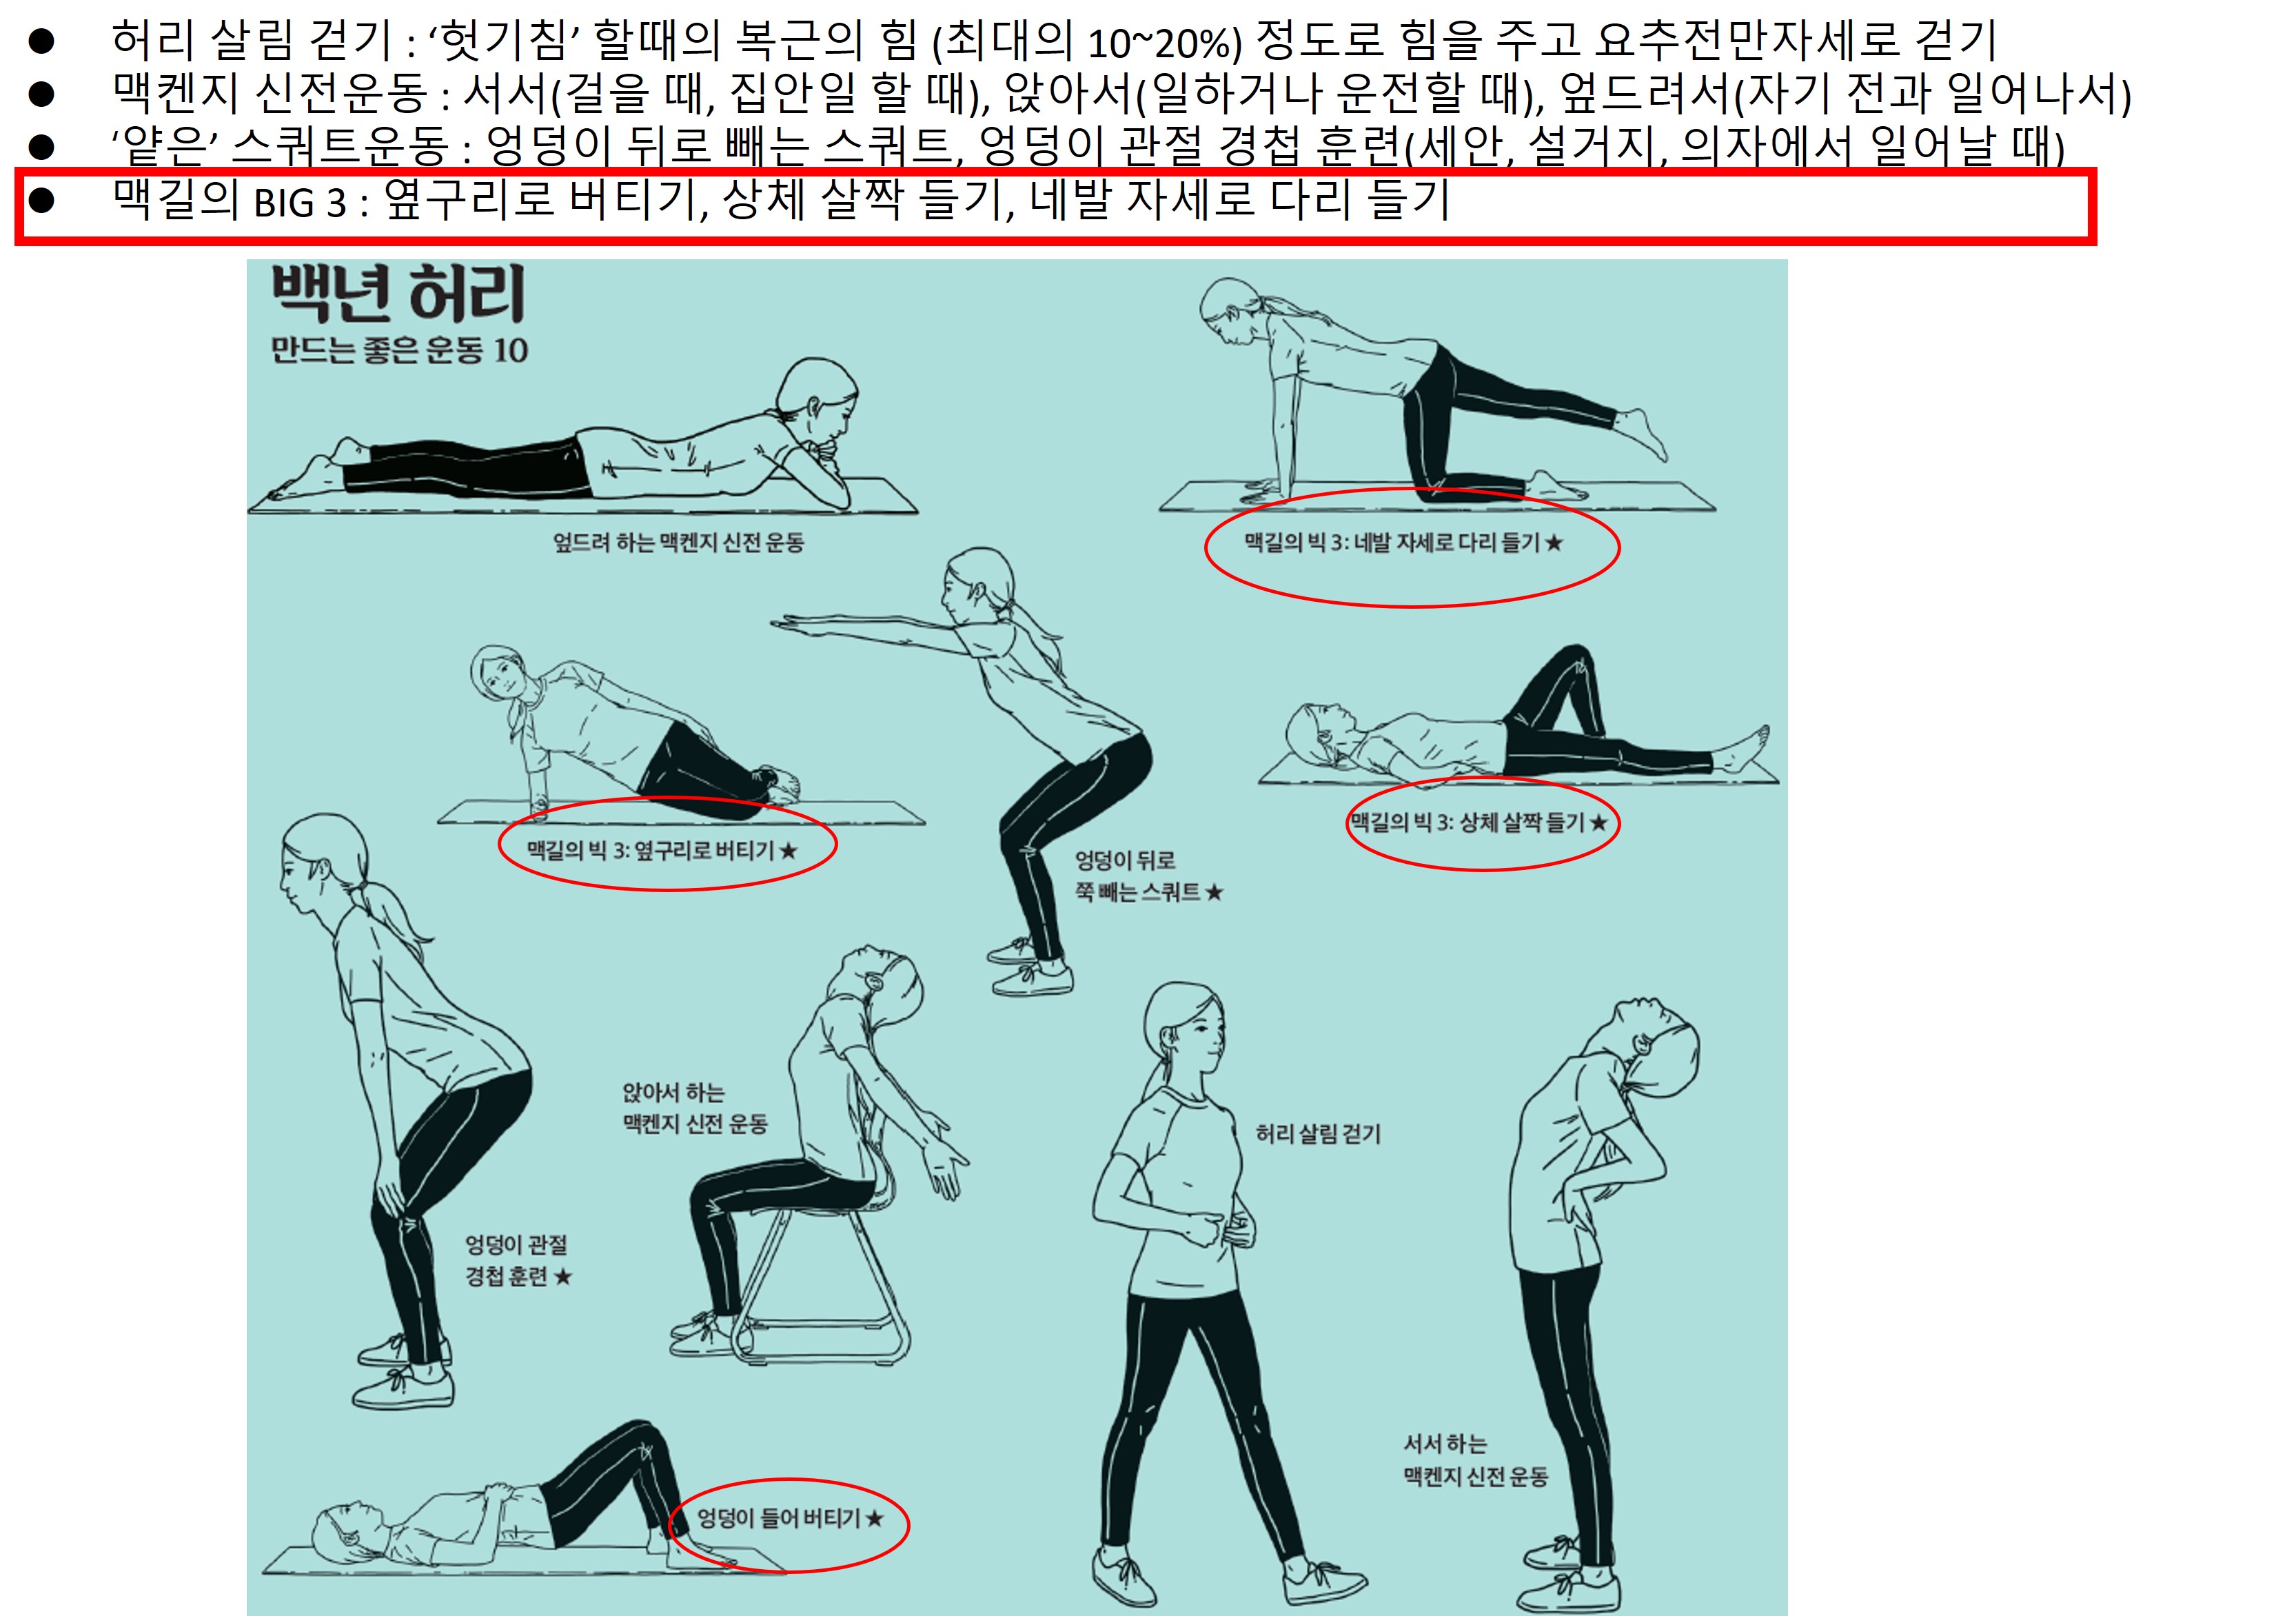 ● 허리 살림 걷기 : ‘헛기침’ 할때의 복근의 힘 (최대의 10~20%) 정도로 힘을 주고 요추전만자세로 걷기
● 맥켄지 신전운동 : 서서(걸을 때, 집안일 할 때), 앉아서(일하거나 운전할 때), 엎드려서(자기 전과 일어나서)
● ‘얕은’ 스쿼트운동 : 엉덩이 뒤로 빼는 스쿼트, 엉덩이 관절 경첩 훈련(세안, 설거지, 의자에서 일어날 때)
● 맥길의 BIG 3 : 옆구리로 버티기, 상체 살짝 들기, 네발 자세로 다리 들기
백년 허리
만드는 좋은 운동 10
엎드려 하는 맥켄지 신전 운동
맥길의 빅 3: 네발 자세로 다리 들기 ★
맥길의 빅 3: 옆구리로 버티기 ★
맥길의 빅 3: 상체 살짝 들기 ★
엉덩이 뒤로
쭉 빼는 스쿼트 ★
앉아서 하는
맥켄지 신전 운동
허리 살림 걷기
엉덩이 관절
경첩 훈련 ★
서서 하는
맥켄지 신전 운동
엉덩이 들어 버티기 ★